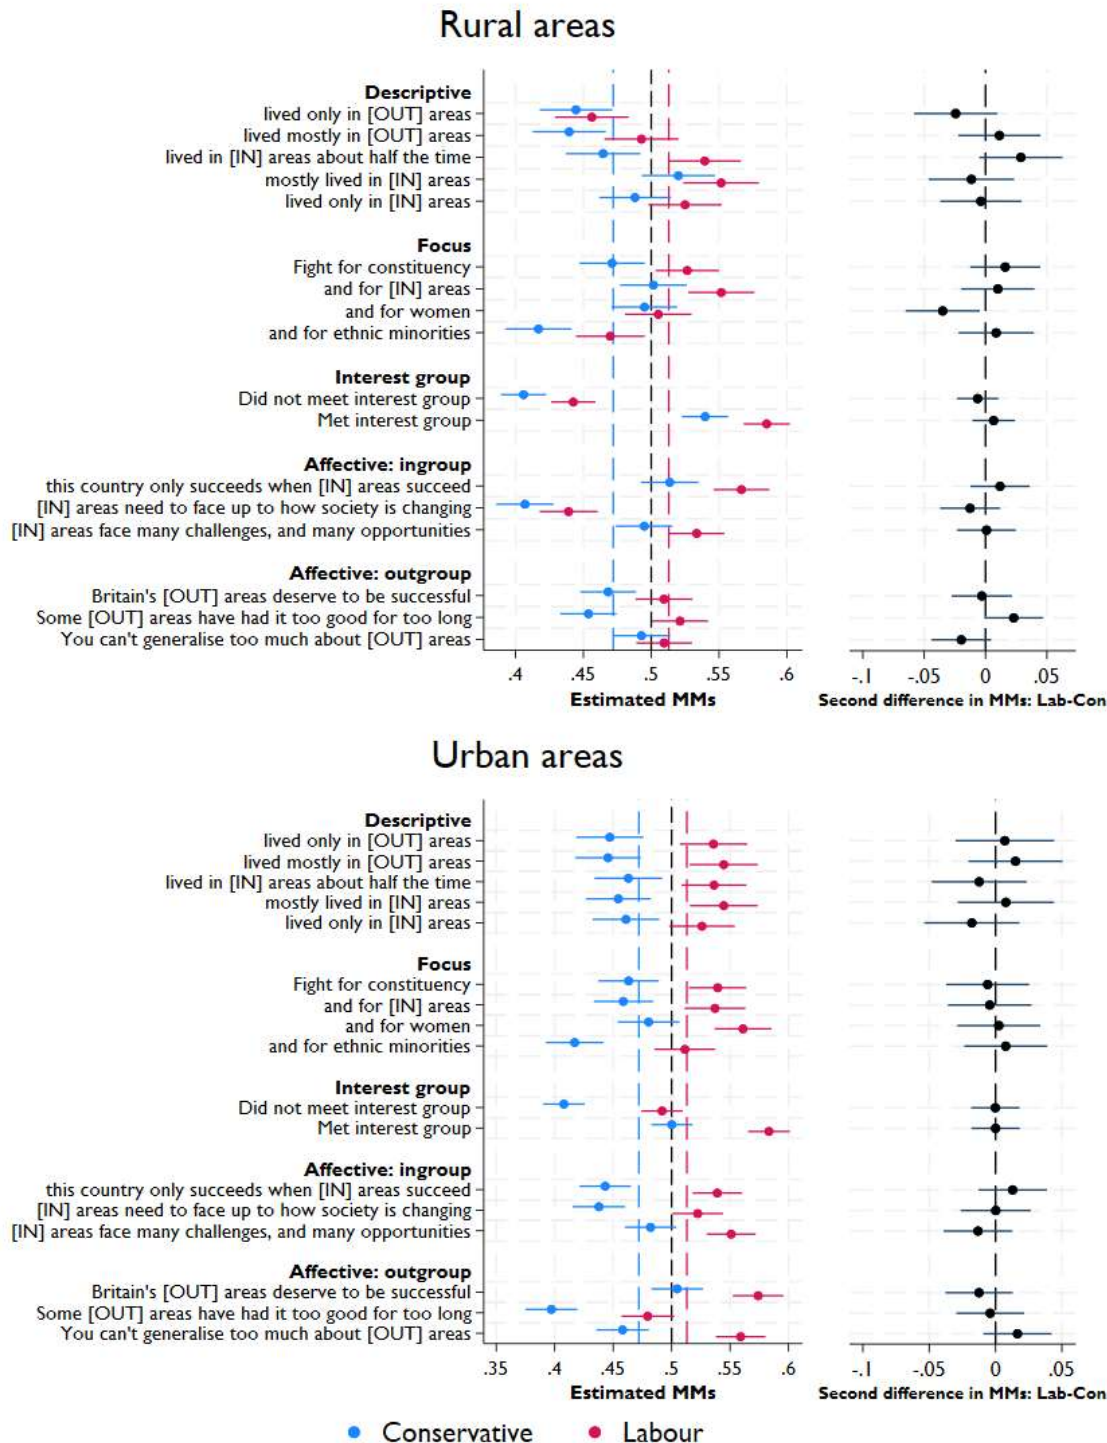 Rural areas
Descriptive
lived only in [OUT] areas
lived mostly in [OUT] areas
lived in [IN] areas about half the time
mostly lived in [IN] areas
lived only in [IN] areas
Focus
Fight for constituency
and for [IN] areas
and for women
and for ethnic minorities
Interest group
Did not meet interest group
Met interest group
Affective: ingroup
this country only succeeds when [IN] areas succeed
[IN] areas need to face up to how society is changing
[IN] areas face many challenges, and many opportunities
Affective: outgroup
Britain's [OUT] areas deserve to be successful
Some [OUT] areas have had it too good for too long
You can't generalise too much about [OUT] areas
.4 .45 .5 .55 .6 -.1 -.05 0 .05
Estimated MMs Second difference in MMs: Lab-Con
Urban areas
Descriptive
lived only in [OUT] areas
lived mostly in [OUT] areas
lived in [IN] areas about half the time
mostly lived in [IN] areas
lived only in [IN] areas
Focus
Fight for constituency
and for [IN] areas
and for women
and for ethnic minorities
Interest group
Did not meet interest group
Met interest group
Affective: ingroup
this country only succeeds when [IN] areas succeed
[IN] areas need to face up to how society is changing
[IN] areas face many challenges, and many opportunities
Affective: outgroup
Britain's [OUT] areas deserve to be successful
Some [OUT] areas have had it too good for too long
You can't generalise too much about [OUT] areas
.35 .4 .45 .5 .55 .6 -.1 -.05 0 .05
Estimated MMs Second difference in MMs: Lab-Con
Conservative Labour